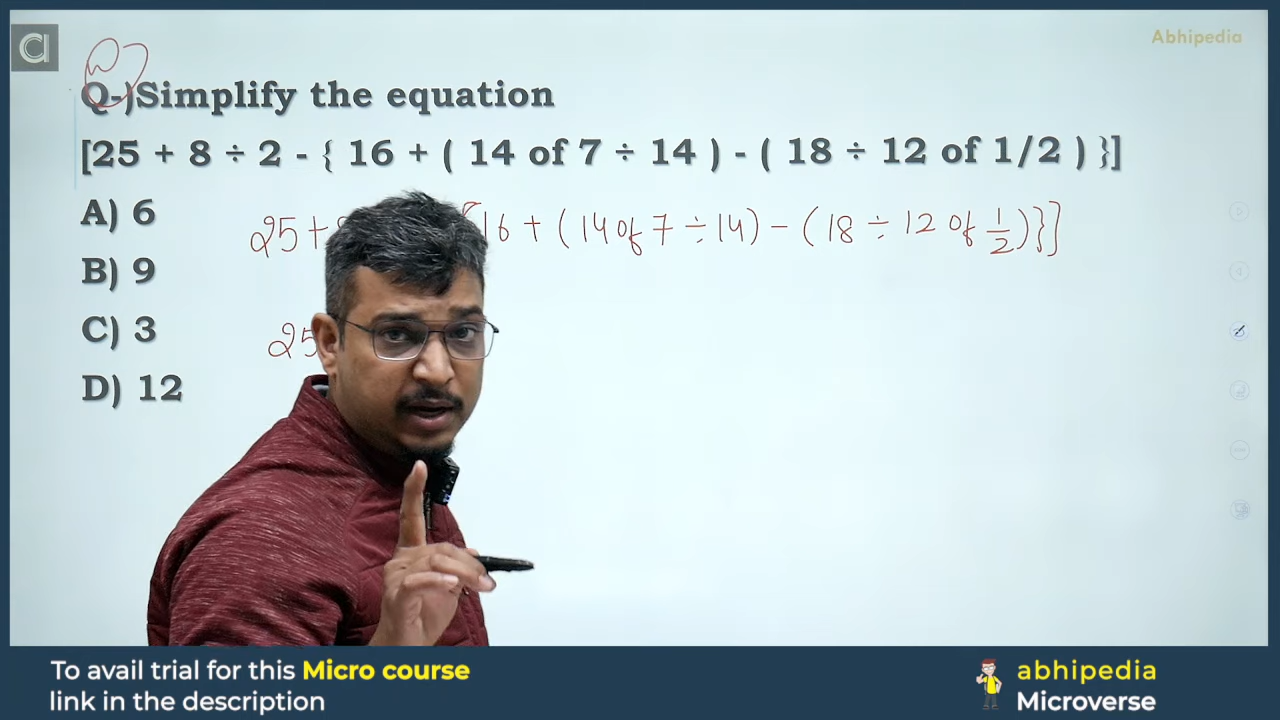 Abhipedia
Q-)Simplify the equation
[25 + 8 ÷ 2 - { 16 + ( 14 of 7 ÷ 14 ) - ( 18 ÷ 12 of 1/2 ) }]
A) 6
25+ 16 + (14 of 7 ÷ 14) - (18 ÷ 12 of 1/2)}]
B) 9
C) 3
25
D) 12
To avail trial for this Micro course
link in the description
abhipedia
Microverse